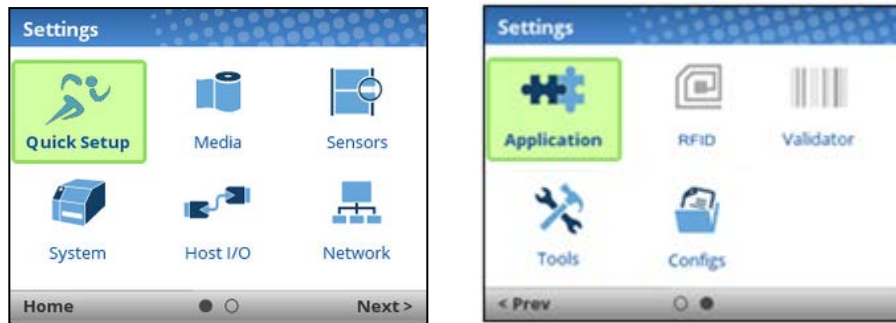 Settings
Quick Setup Media Sensors
System Host I/O Network
Home Next >
Settings
Application RFID Validator
Tools Configs
< Prev